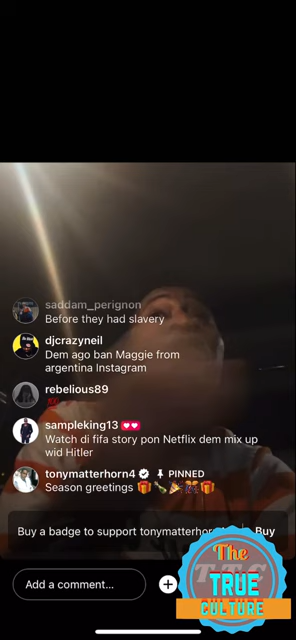 saddam_perignon
Before they had slavery
djcrazyneil
Dem ago ban Maggie from
argentina Instagram
rebelious89
💯
sampleking13
Watch di fifa story pon Netflix dem mix up
wid Hitler
tonymatterhorn4 PINNED
Season greetings 🎁🍾🎉🎊🎁
Buy a badge to support tonymatterhor
Buy
Add a comment…
The
TRUE
CULTURE